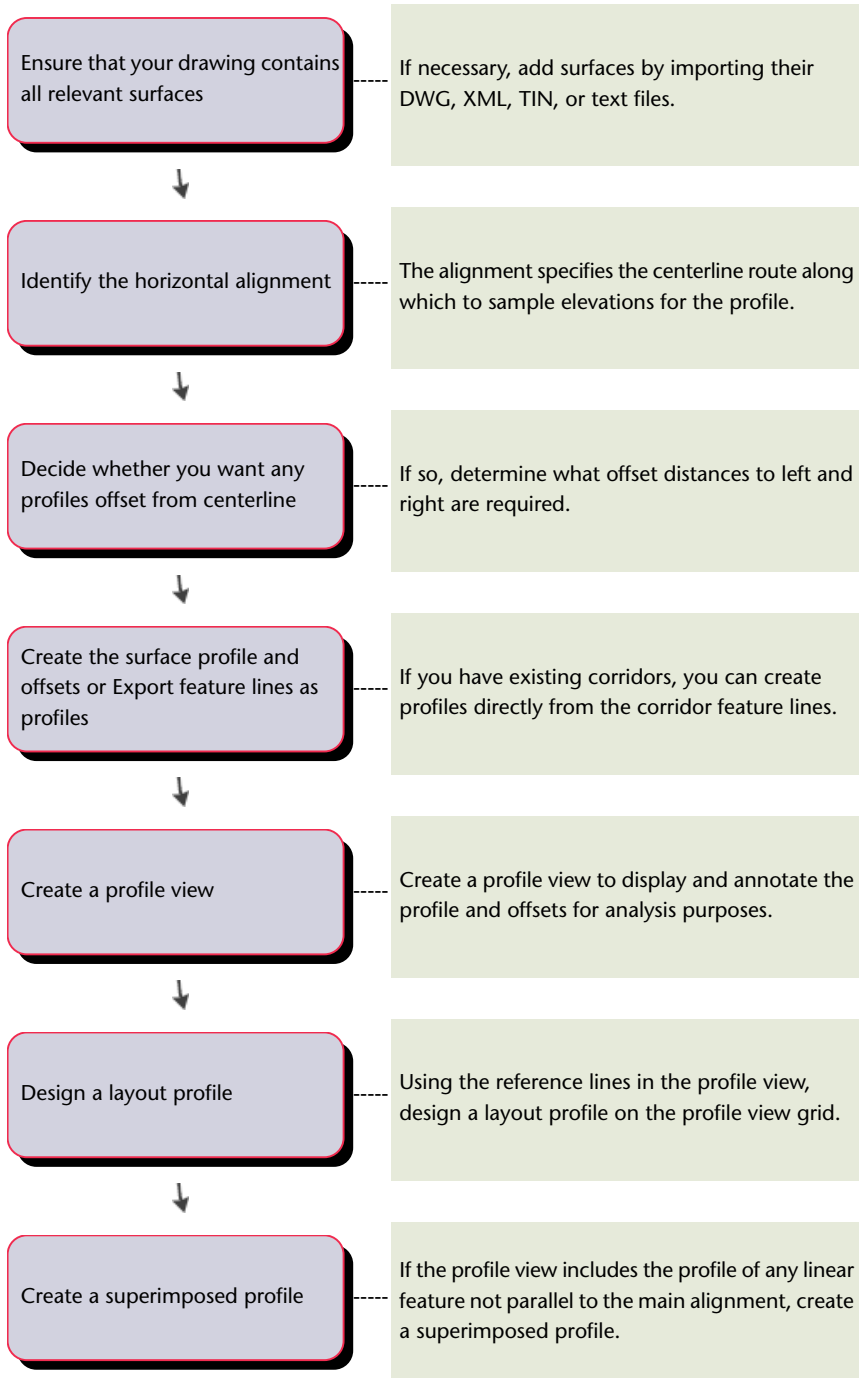 Ensure that your drawing contains
all relevant surfaces
If necessary, add surfaces by importing their
DWG, XML, TIN, or text files.
Identify the horizontal alignment
The alignment specifies the centerline route along
which to sample elevations for the profile.
Decide whether you want any
profiles offset from centerline
If so, determine what offset distances to left and
right are required.
Create the surface profile and
offsets or Export feature lines as
profiles
If you have existing corridors, you can create
profiles directly from the corridor feature lines.
Create a profile view
Create a profile view to display and annotate the
profile and offsets for analysis purposes.
Design a layout profile
Using the reference lines in the profile view,
design a layout profile on the profile view grid.
Create a superimposed profile
If the profile view includes the profile of any linear
feature not parallel to the main alignment, create
a superimposed profile.